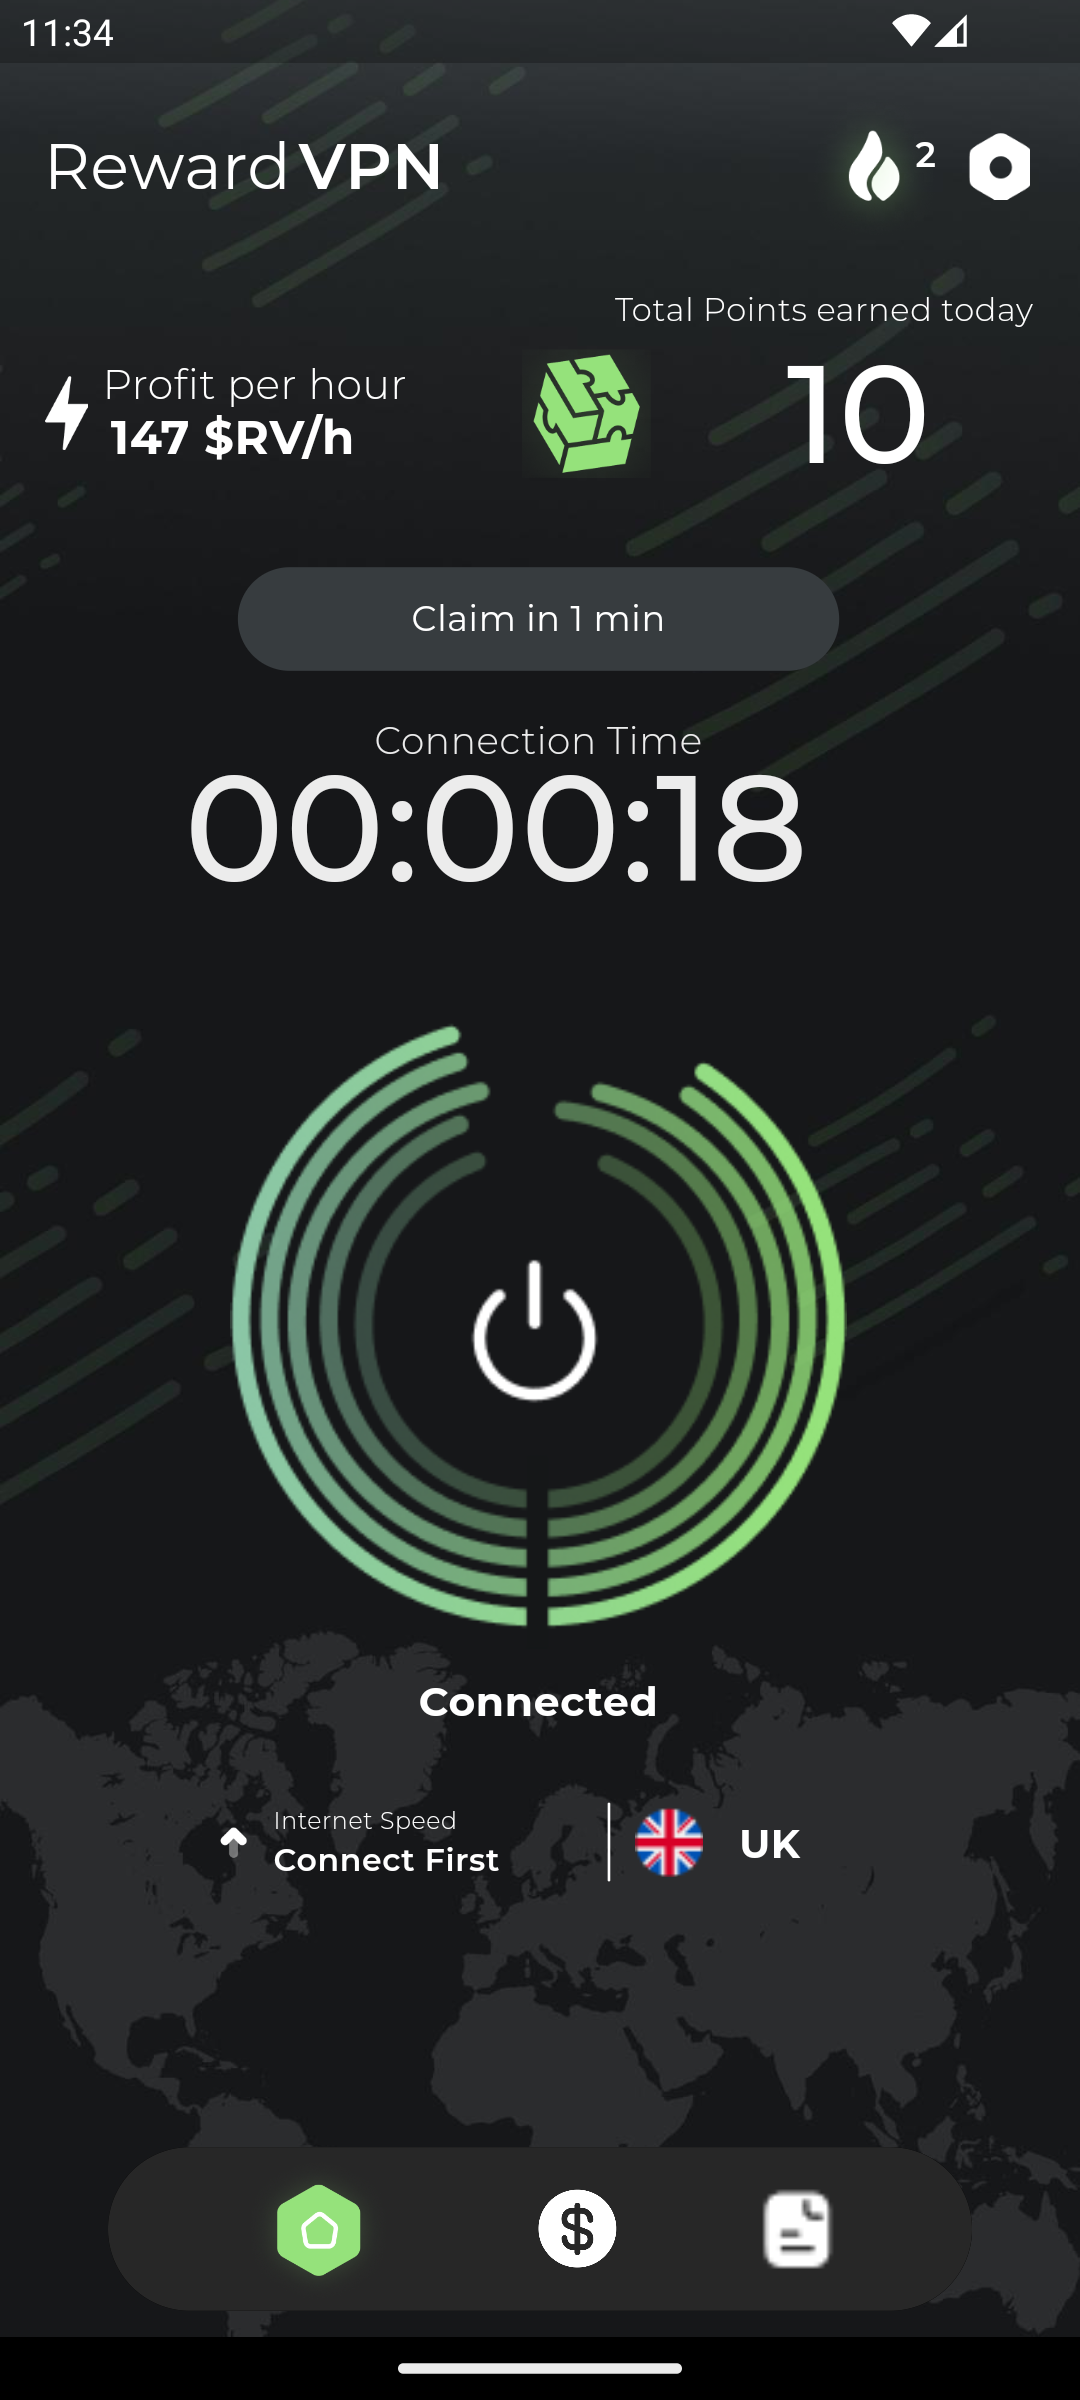 11:34
Reward VPN
2
Total Points earned today
Profit per hour
147 $RV/h
10
Claim in 1 min
Connection Time
00:00:18
Connected
Internet Speed
Connect First
UK
$